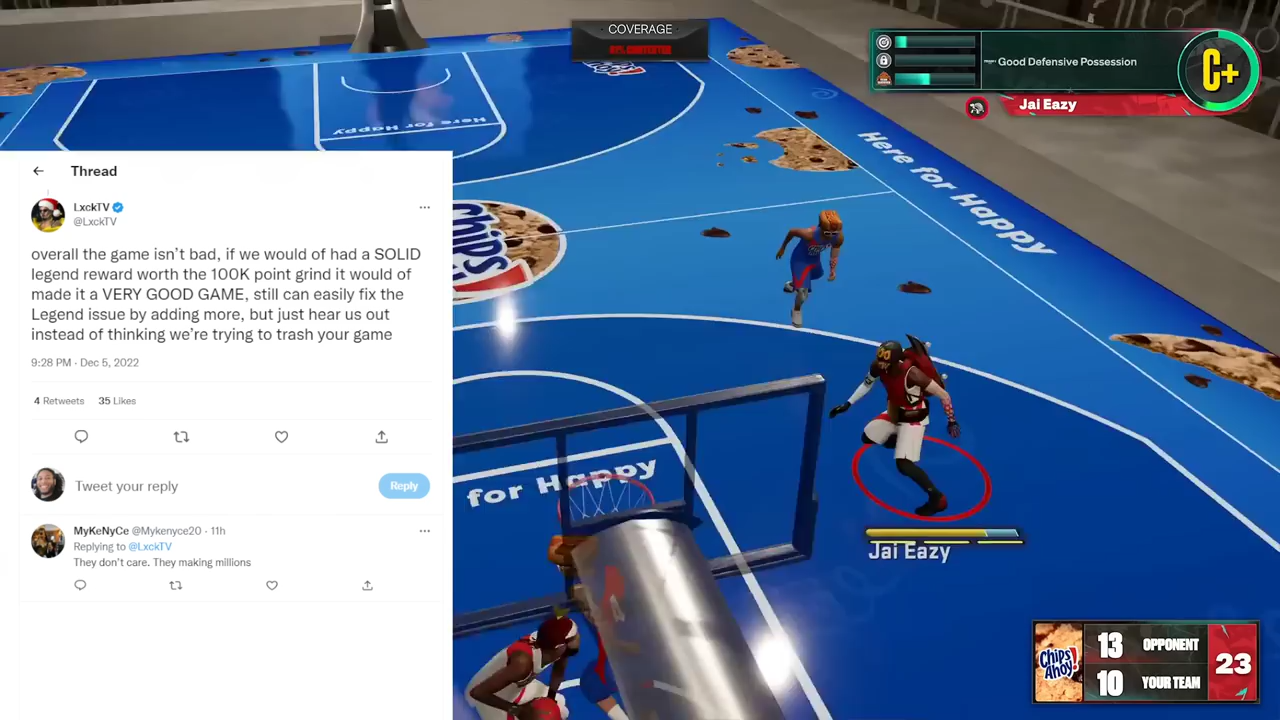 COVERAGE
Good Defensive Possession
C+
Jai Eazy
Here for Happy
Here for Happy
Chips
for Happy
Thread
LxckTV
@LxckTV
overall the game isn't bad, if we would of had a SOLID
legend reward worth the 100K point grind it would of
made it a VERY GOOD GAME, still can easily fix the
Legend issue by adding more, but just hear us out
instead of thinking we're trying to trash your game
9:28 PM · Dec 5, 2022
4 Retweets 35 Likes
Tweet your reply
Reply
MyKeNyCe @Mykenyce20 · 11h
Replying to @LxckTV
They don't care. They making millions
Jai Eazy
Chips Ahoy!
13 OPPONENT
10 YOUR TEAM
23